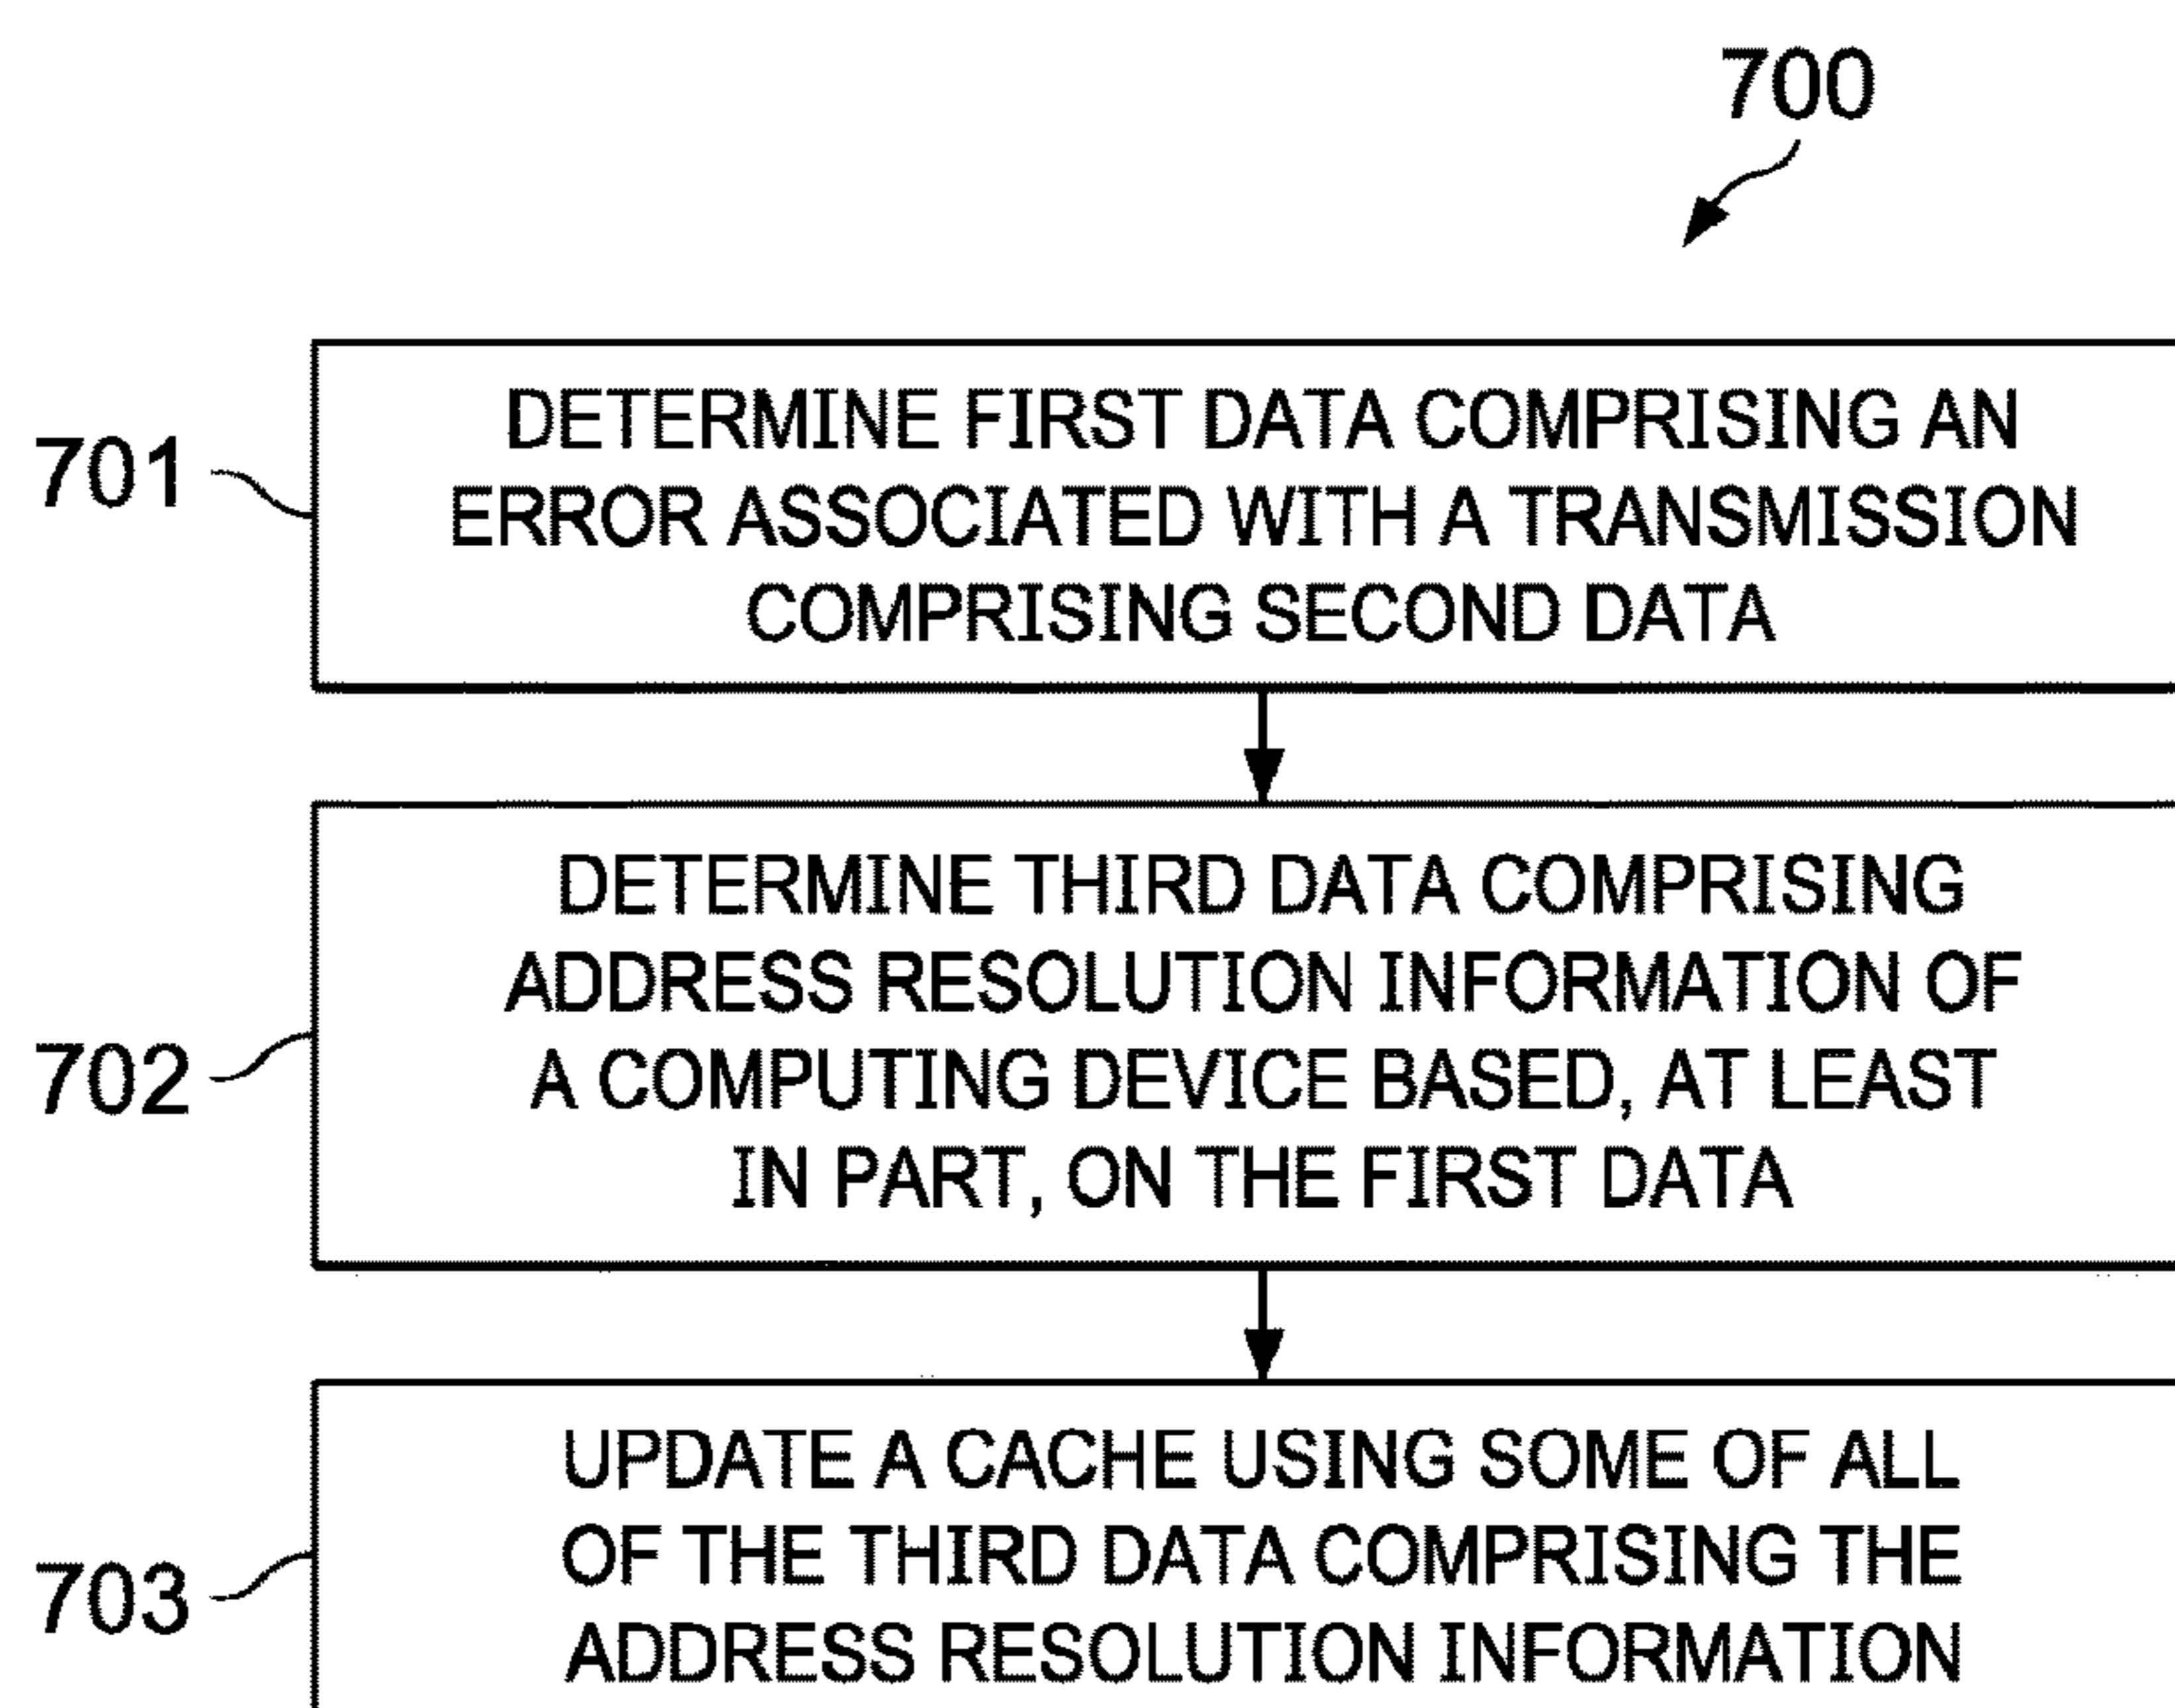 700
701
DETERMINE FIRST DATA COMPRISING AN
ERROR ASSOCIATED WITH A TRANSMISSION
COMPRISING SECOND DATA
702
DETERMINE THIRD DATA COMPRISING
ADDRESS RESOLUTION INFORMATION OF
A COMPUTING DEVICE BASED, AT LEAST
IN PART, ON THE FIRST DATA
703
UPDATE A CACHE USING SOME OF ALL
OF THE THIRD DATA COMPRISING THE
ADDRESS RESOLUTION INFORMATION